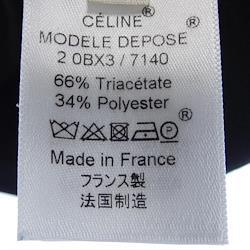 CÉLINE®
MODELE DEPOSE
2 0BX3 / 7140
66% Triacétate
34% Polyester
Made in France
フランス製
法国制造